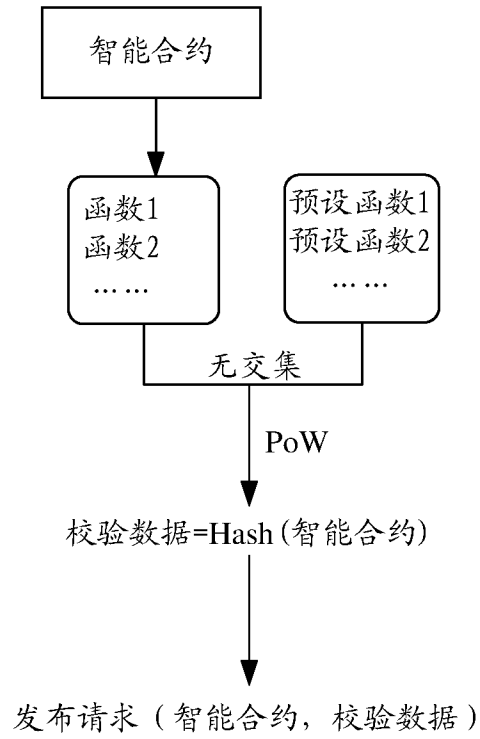 智能合约
函数1
函数2
... ...
预设函数1
预设函数2
... ...
无交集
PoW
校验数据=Hash(智能合约)
发布请求(智能合约,校验数据)